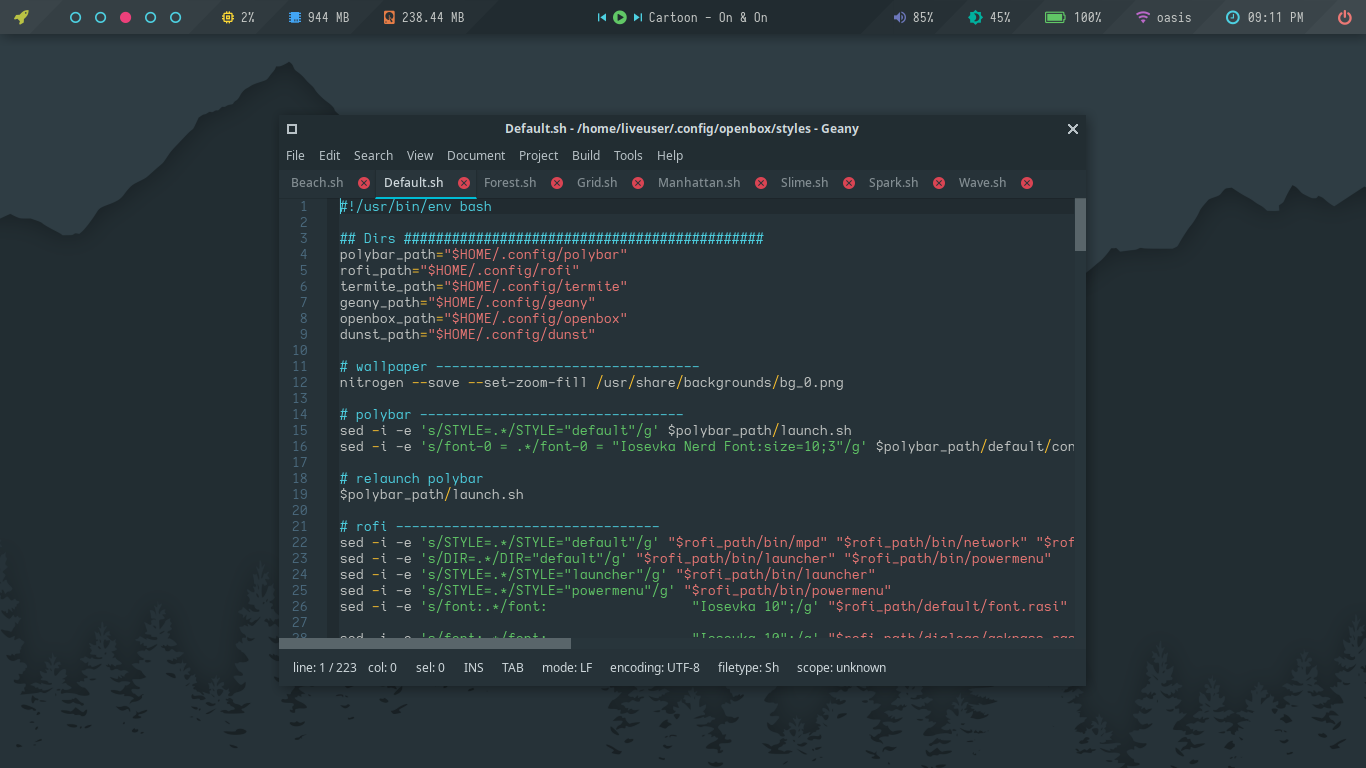 2% 944 MB 238.44 MB Cartoon - On & On 85% 45% 100% oasis 09:11 PM
Default.sh - /home/liveuser/.config/openbox/styles - Geany
File Edit Search View Document Project Build Tools Help
Beach.sh Default.sh Forest.sh Grid.sh Manhattan.sh Slime.sh Spark.sh Wave.sh
1 #!/usr/bin/env bash
2
3 ## Dirs #############################################
4 polybar_path="$HOME/.config/polybar"
5 rofi_path="$HOME/.config/rofi"
6 termite_path="$HOME/.config/termite"
7 geany_path="$HOME/.config/geany"
8 openbox_path="$HOME/.config/openbox"
9 dunst_path="$HOME/.config/dunst"
10
11 # wallpaper ---------------------------------
12 nitrogen --save --set-zoom-fill /usr/share/backgrounds/bg_0.png
13
14 # polybar ---------------------------------
15 sed -i -e 's/STYLE=.*/STYLE="default"/g' $polybar_path/launch.sh
16 sed -i -e 's/font-0 = .*/font-0 = "Iosevka Nerd Font:size=10;3"/g' $polybar_path/default/con
17
18 # relaunch polybar
19 $polybar_path/launch.sh
20
21 # rofi ---------------------------------
22 sed -i -e 's/STYLE=.*/STYLE="default"/g' "$rofi_path/bin/mpd" "$rofi_path/bin/network" "$rof
23 sed -i -e 's/DIR=.*/DIR="default"/g' "$rofi_path/bin/launcher" "$rofi_path/bin/powermenu"
24 sed -i -e 's/STYLE=.*/STYLE="launcher"/g' "$rofi_path/bin/launcher"
25 sed -i -e 's/STYLE=.*/STYLE="powermenu"/g' "$rofi_path/bin/powermenu"
26 sed -i -e 's/font:.*/font: "Iosevka 10";/g' "$rofi_path/default/font.rasi"
27
28 sed -i -e 's/font:.*/font: "Iosevka 10";/g' "$rofi_path/dialogs/askpass.ras
line: 1 / 223 col: 0 sel: 0 INS TAB mode: LF encoding: UTF-8 filetype: Sh scope: unknown